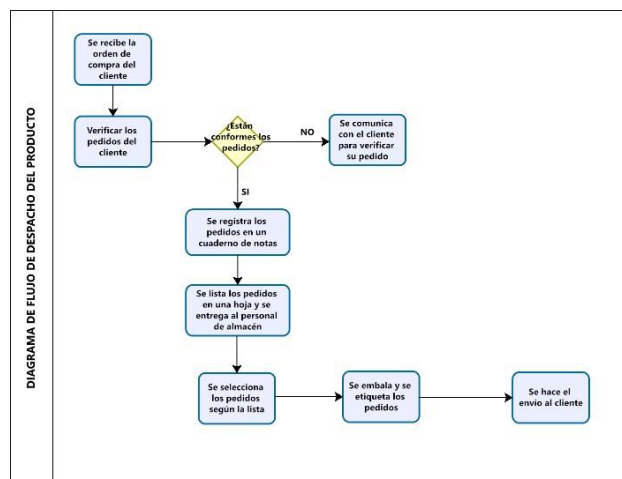 DIAGRAMA DE FLUJO DE DESPACHO DEL PRODUCTO
Se recibe la
orden de
compra del
cliente
Verificar los
pedidos del
cliente
¿Están
conformes los
pedidos?
NO
Se comunica
con el cliente
para verificar
su pedido
SI
Se registra los
pedidos en un
cuaderno de notas
Se lista los pedidos
en una hoja y se
entrega al personal
de almacén
Se selecciona
los pedidos
según la lista
Se embala y se
etiqueta los
pedidos
Se hace el
envío al cliente